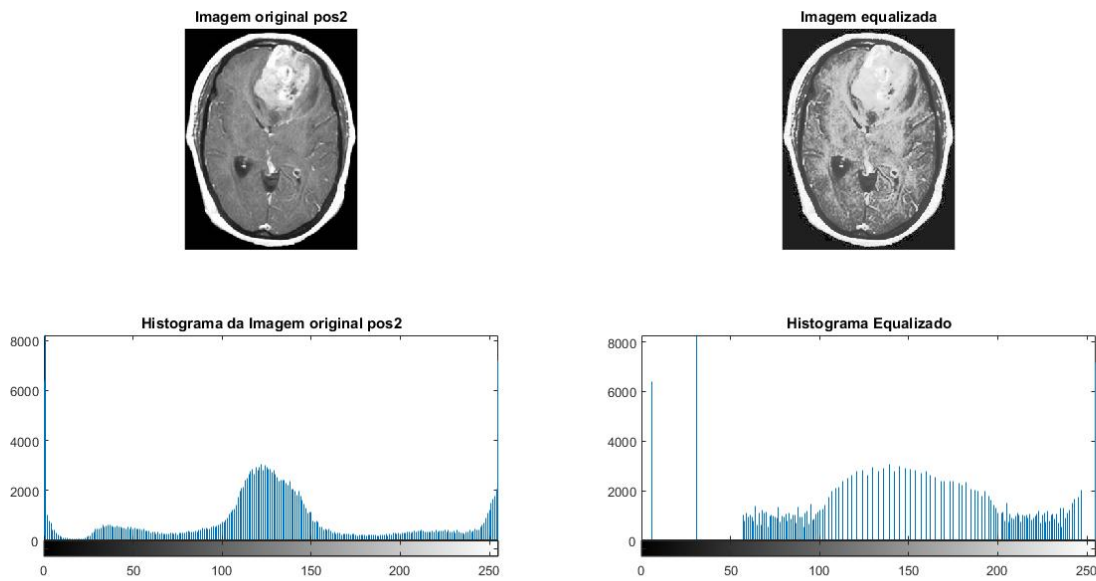 Imagem original pos2
Imagem equalizada
Histograma da Imagem original pos2
8000
6000
4000
2000
0
0 50 100 150 200 250
Histograma Equalizado
8000
6000
4000
2000
0
0 50 100 150 200 250